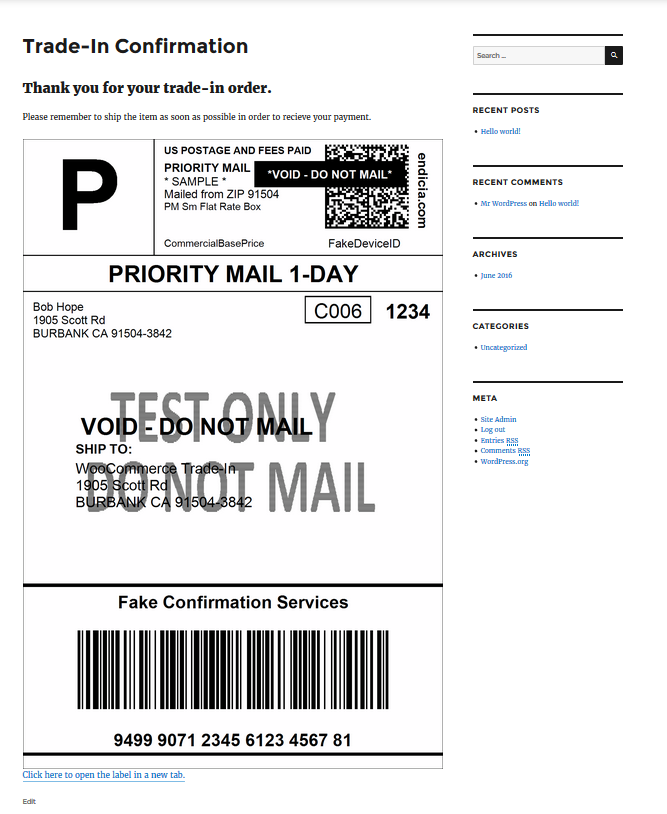 Trade-In Confirmation
Thank you for your trade-in order.
Please remember to ship the item as soon as possible in order to recieve your payment.
P
US POSTAGE AND FEES PAID
PRIORITY MAIL
*VOID - DO NOT MAIL*
* SAMPLE *
Mailed from ZIP 91504
PM Sm Flat Rate Box
CommercialBasePrice
FakeDeviceID
endicia.com
PRIORITY MAIL 1-DAY
Bob Hope
1905 Scott Rd
BURBANK CA 91504-3842
C006 1234
TEST ONLY
VOID - DO NOT MAIL
SHIP TO:
WooCommerce Trade-In
1905 Scott Rd
BURBANK CA 91504-3842
DO NOT MAIL
Fake Confirmation Services
9499 9071 2345 6123 4567 81
Click here to open the label in a new tab.
Edit
Search ...
RECENT POSTS
Hello world!
RECENT COMMENTS
Mr WordPress on Hello world!
ARCHIVES
June 2016
CATEGORIES
Uncategorized
META
Site Admin
Log out
Entries RSS
Comments RSS
WordPress.org